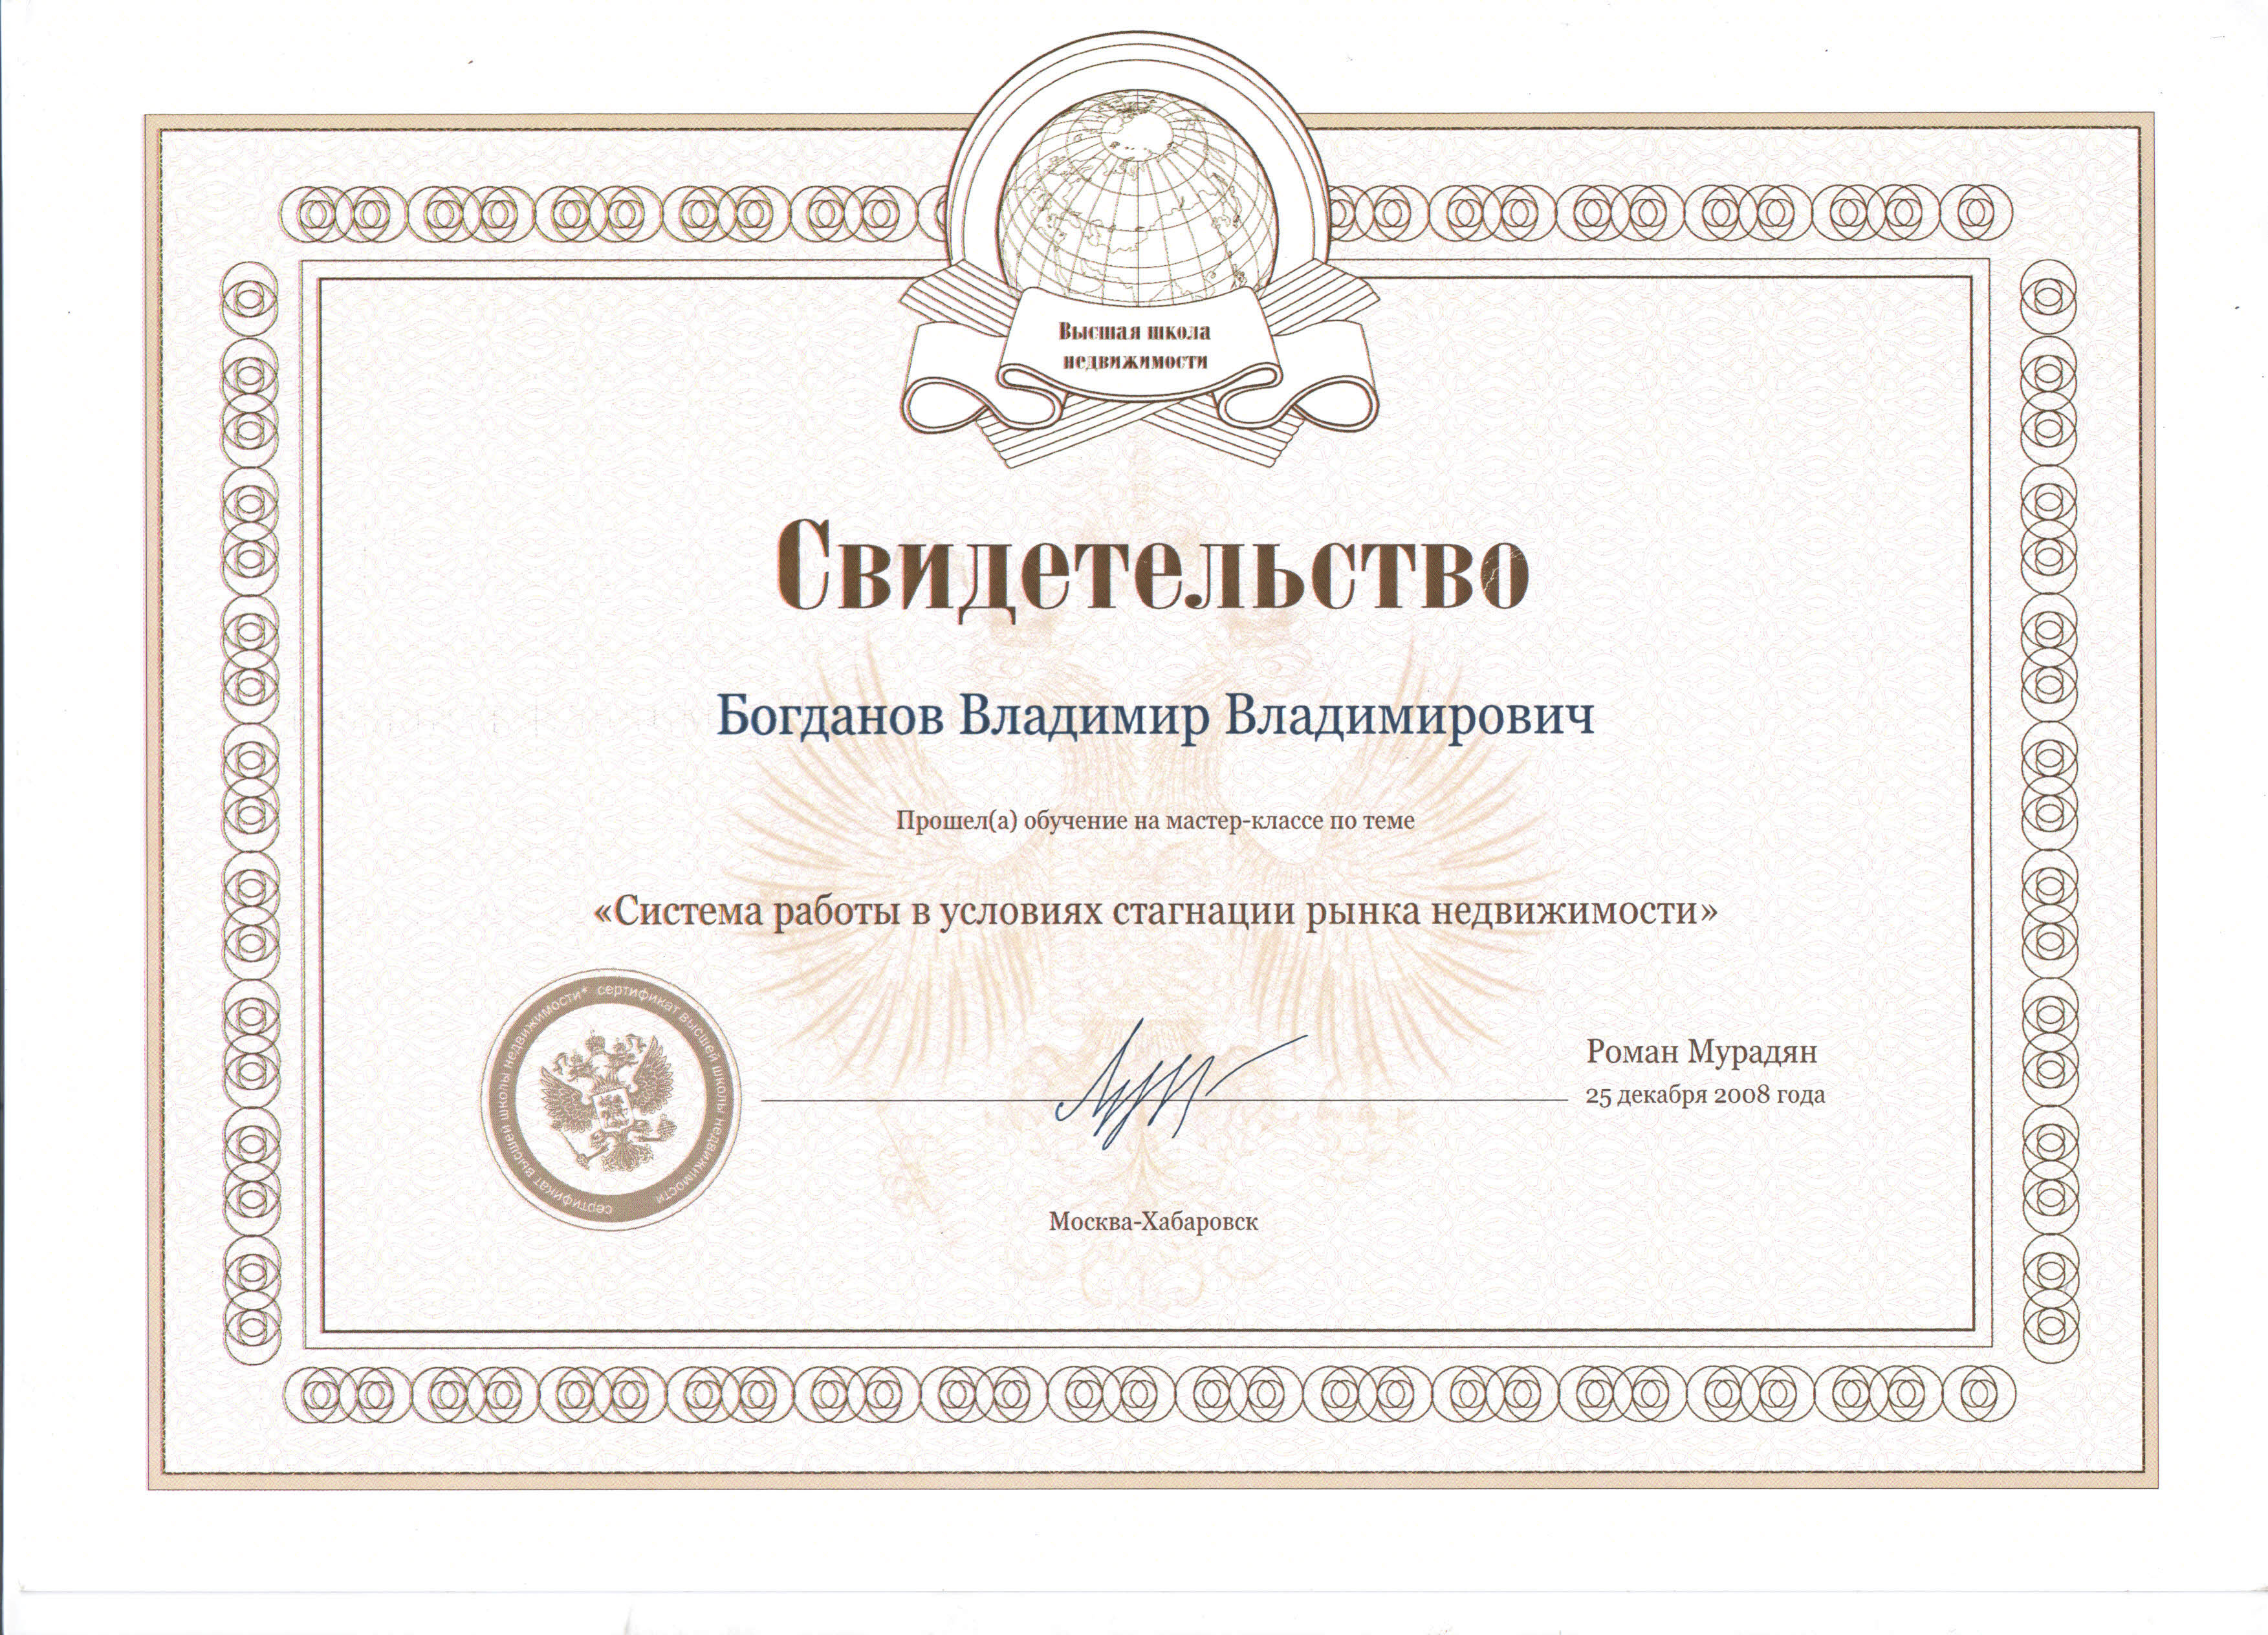 Высшая школа
недвижимости
Свидетельство
Богданов Владимир Владимирович
Прошел(а) обучение на мастер-классе по теме
«Система работы в условиях стагнации рынка недвижимости»
сертификат высшей школы недвижимости* сертификат высшей школы недвижимости
Роман Мурадян
25 декабря 2008 года
Москва-Хабаровск